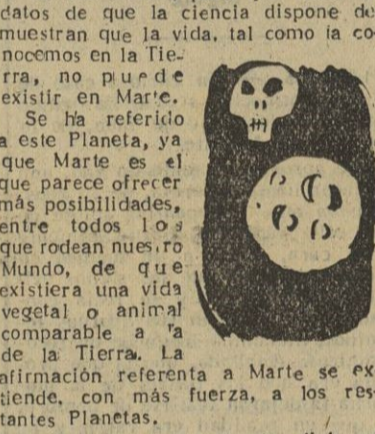 datos de que la ciencia dispone de
muestran que la vida, tal como la co
nocemos en la Tie-
rra, no puede
existir en Marte.
Se ha referido
a este Planeta, ya
que Marte es el
que parece ofrecer
más posibilidades,
entre todos los
que rodean nuestro
Mundo, de que
existiera una vida
vegetal o animal
comparable a la
de la Tierra. La
afirmación referenta a Marte se ex
tiende, con más fuerza, a los res-
tantes Planetas.